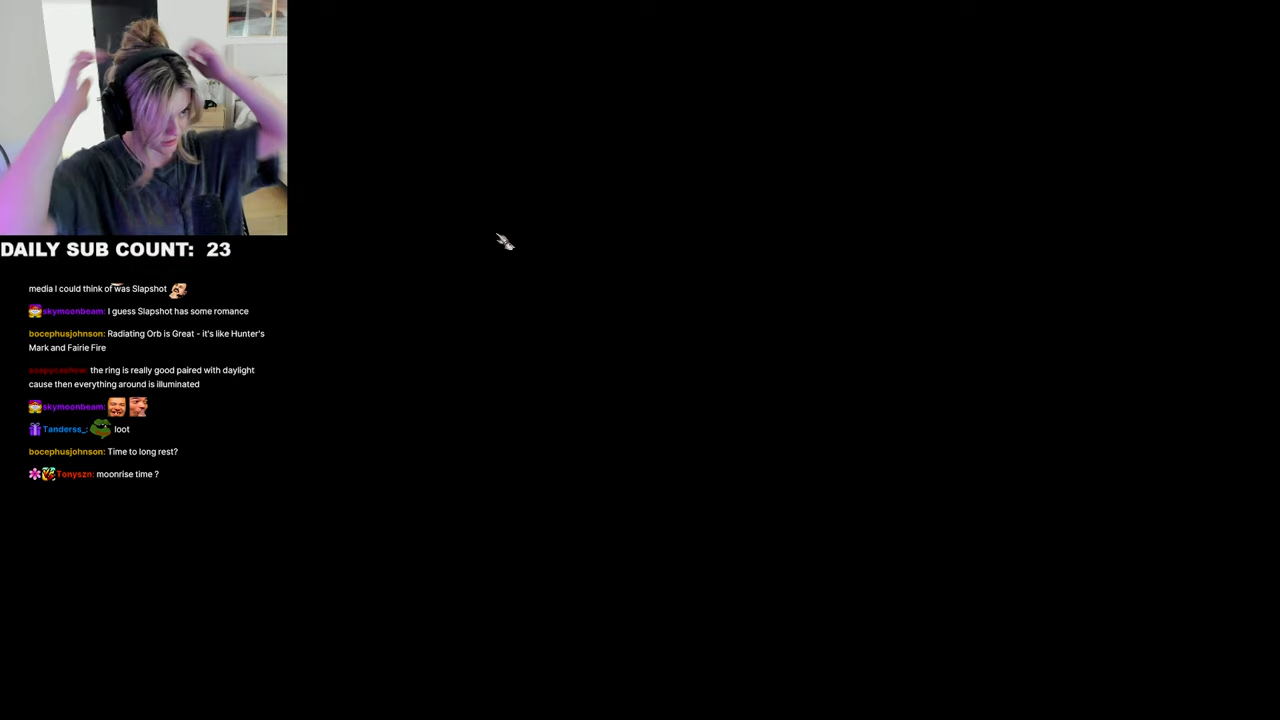 DAILY SUB COUNT: 23
media I could think of was Slapshot
skymoonbeam: I guess Slapshot has some romance
bocephusjohnson: Radiating Orb is Great - it's like Hunter's
Mark and Fairie Fire
the ring is really good paired with daylight
cause then everything around is illuminated
skymoonbeam:
Tanderss_: loot
bocephusjohnson: Time to long rest?
Tonyszn: moonrise time ?